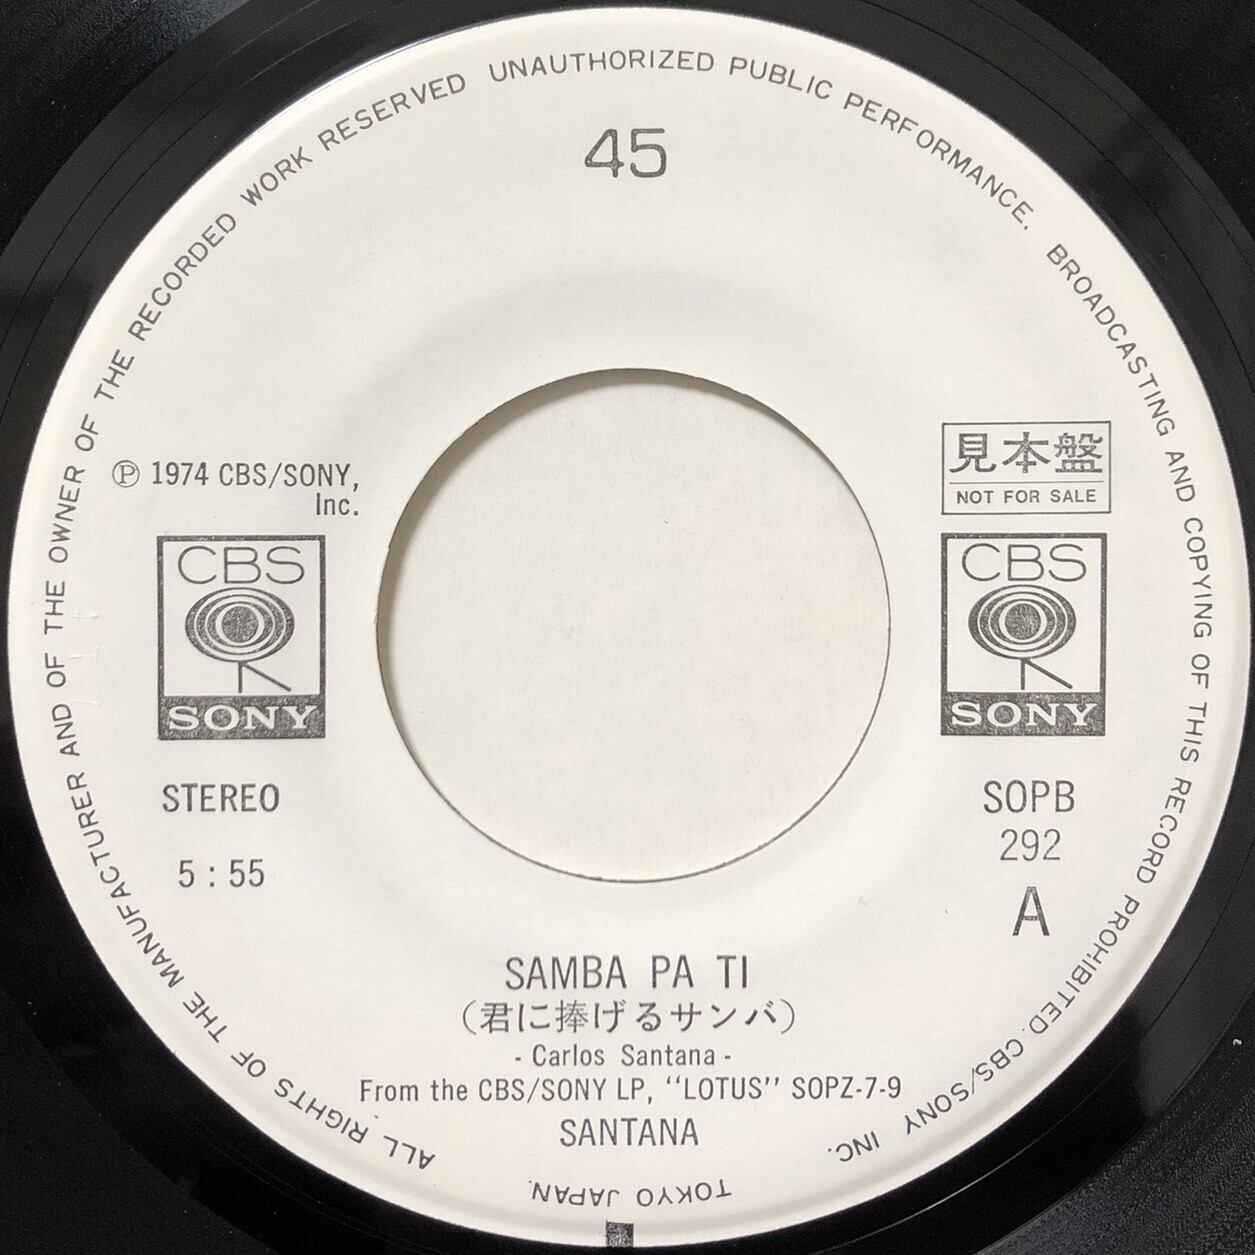 ALL RIGHTS OF THE MANUFACTURER AND OF THE OWNER OF THE RECORDED WORK RESERVED UNAUTHORIZED PUBLIC PERFORMANCE. BROADCASTING AND COPYING OF THIS RECORD PROHIBITED. CBS/SONY INC.
TOKYO JAPAN.
45
Ⓟ 1974 CBS/SONY,
Inc.
見本盤
NOT FOR SALE
CBS
SONY
CBS
SONY
STEREO
5 : 55
SOPB
292
A
SAMBA PA TI
（君に捧げるサンバ）
- Carlos Santana -
From the CBS/SONY LP, “LOTUS” SOPZ-7-9
SANTANA